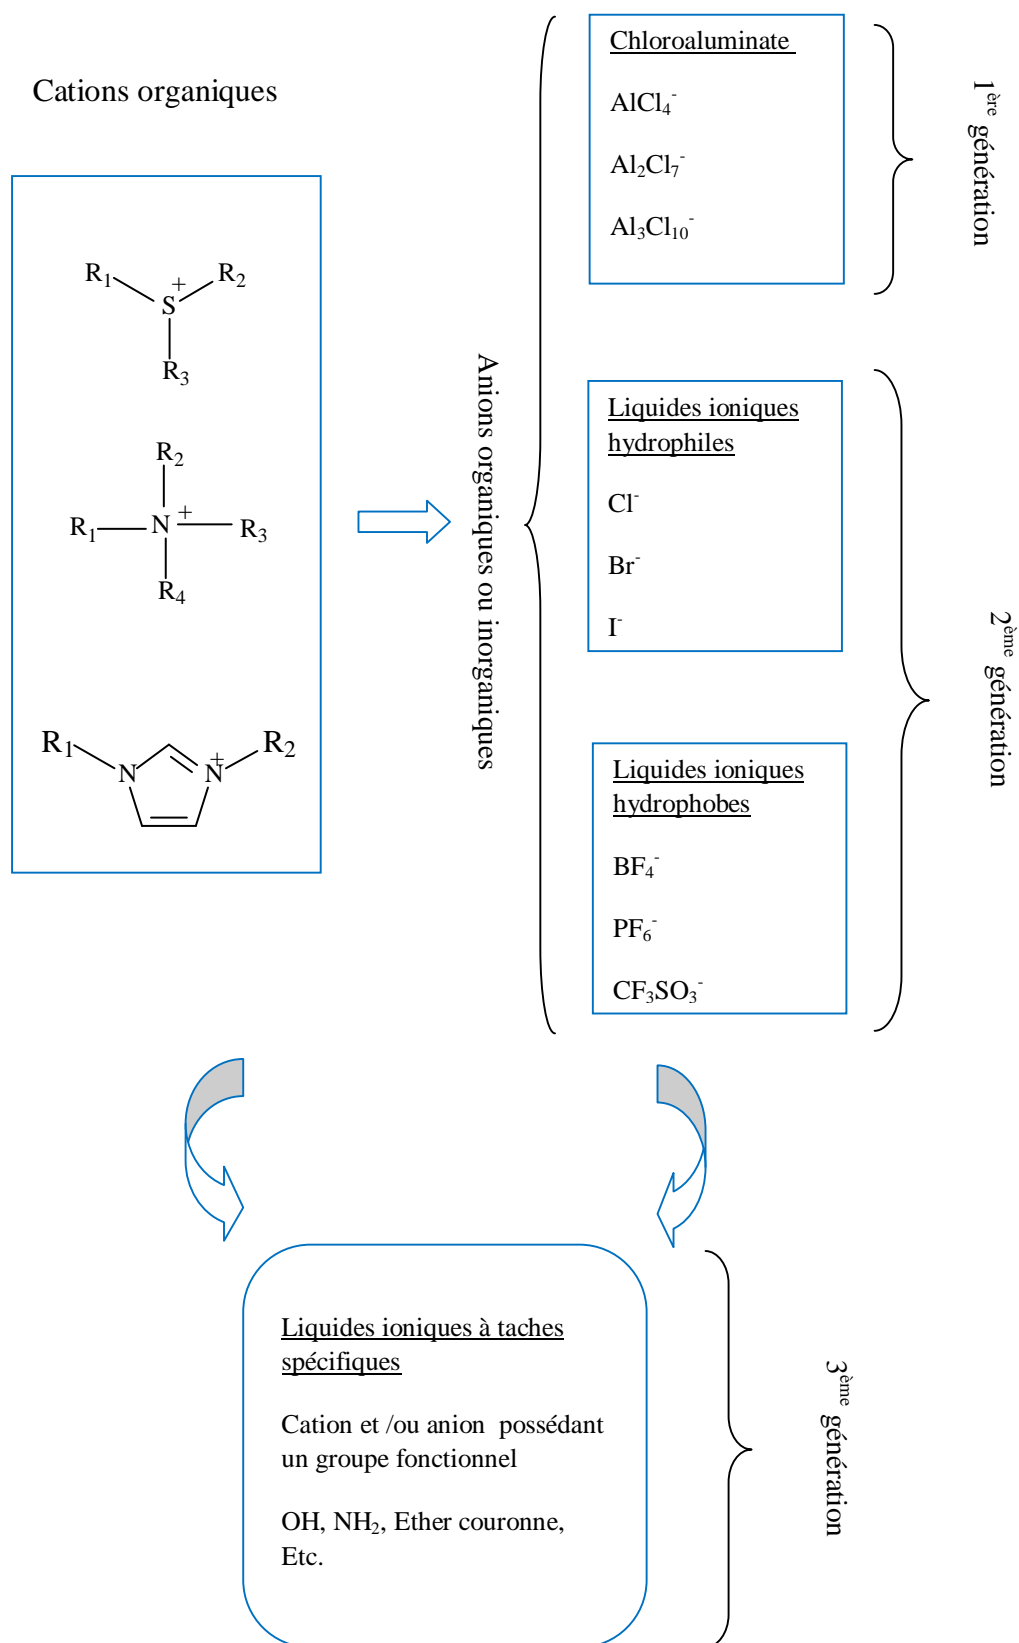 Cations organiques
R₁
S⁺
R₂
R₃
R₂
R₁
N⁺
R₃
R₄
R₁
N
N⁺
R₂
Anions organiques ou inorganiques
Chloroaluminate
AlCl₄⁻
Al₂Cl₇⁻
Al₃Cl₁₀⁻
1ère génération
Liquides ioniques
hydrophiles
Cl⁻
Br⁻
I⁻
Liquides ioniques
hydrophobes
BF₄⁻
PF₆⁻
CF₃SO₃⁻
2ème génération
Liquides ioniques à taches
spécifiques
Cation et /ou anion possédant
un groupe fonctionnel
OH, NH₂, Ether couronne,
Etc.
3ème génération